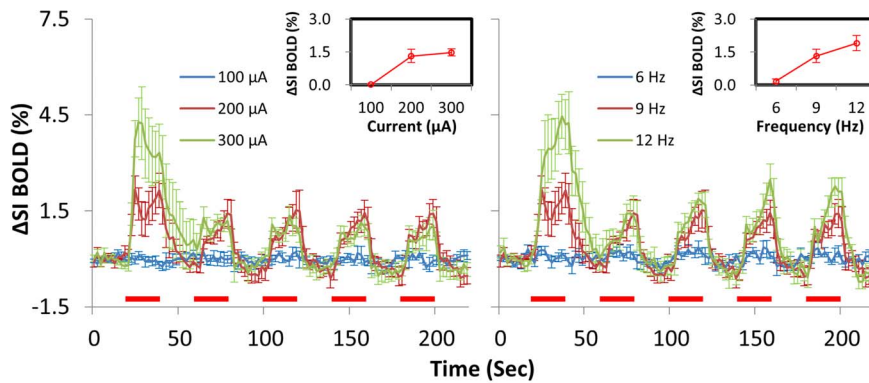 7.5
4.5
1.5
-1.5
ΔSI BOLD (%)
100 µA
200 µA
300 µA
3.0
1.5
0.0
ΔSI BOLD (%)
100 200 300
Current (µA)
0 50 100 150 200
6 Hz
9 Hz
12 Hz
3.0
1.5
0.0
ΔSI BOLD (%)
6 9 12
Frequency (Hz)
0 50 100 150 200
Time (Sec)